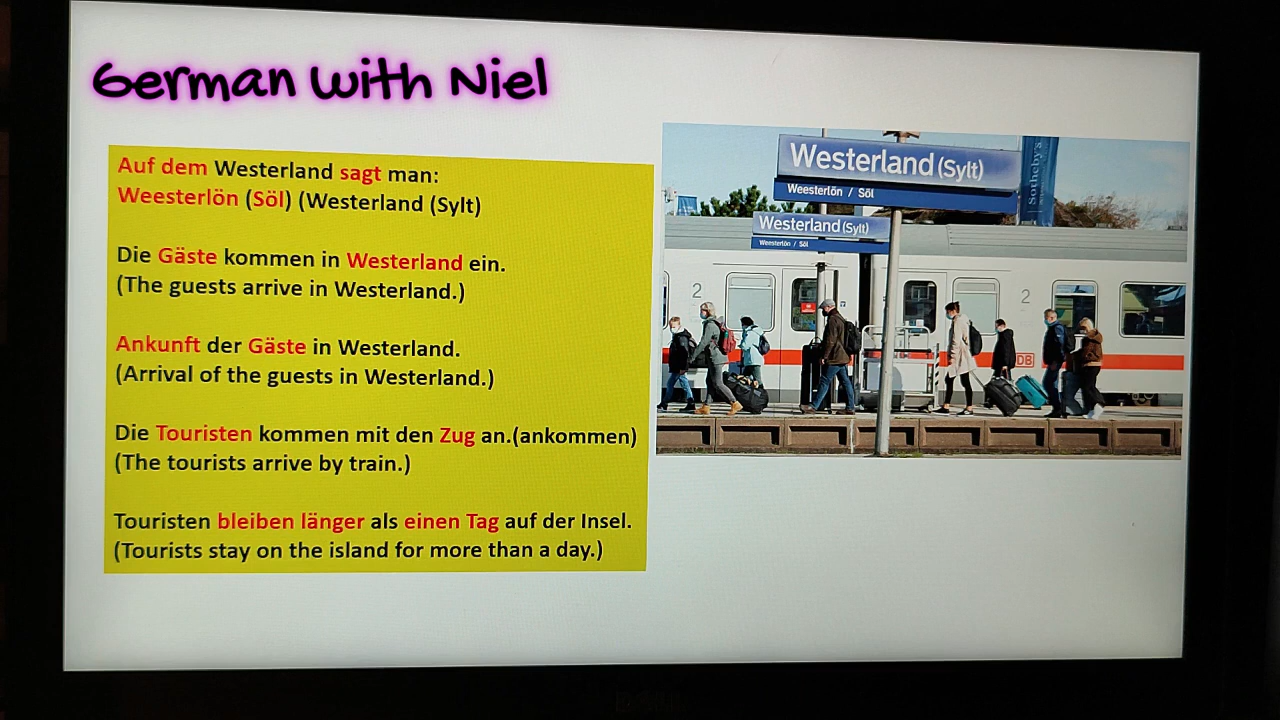 German with Niel
Auf dem Westerland sagt man:
Weesterlön (Söl) (Westerland (Sylt)
Die Gäste kommen in Westerland ein.
(The guests arrive in Westerland.)
Ankunft der Gäste in Westerland.
(Arrival of the guests in Westerland.)
Die Touristen kommen mit den Zug an.(ankommen)
(The tourists arrive by train.)
Touristen bleiben länger als einen Tag auf der Insel.
(Tourists stay on the island for more than a day.)
Westerland (Sylt)
Weesterlön / Söl
Sotheby's
Westerland (Sylt)
Weesterlön / Söl
2
2
DB